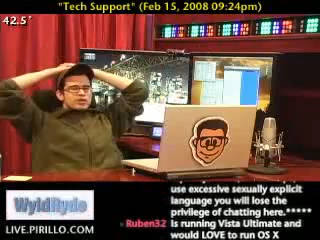 "Tech Support" (Feb 15, 2008 09:24pm)
42.5°
WyldRyde
LIVE.PIRILLO.COM
use excessive sexually explicit
language you will lose the
privilege of chatting here.*****
» Ruben32 is running Vista Ultimate and
would LOVE to run OS X